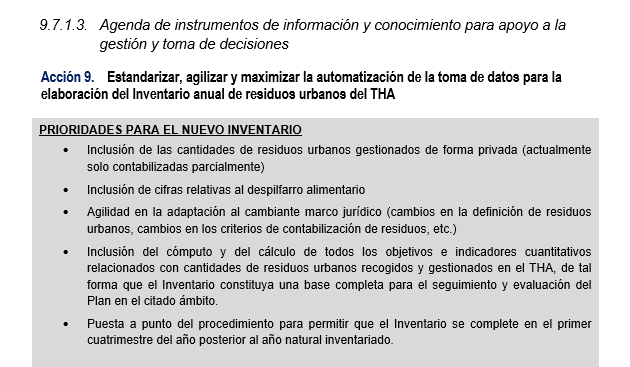 9.7.1.3. Agenda de instrumentos de información y conocimiento para apoyo a la
gestión y toma de decisiones
Acción 9. Estandarizar, agilizar y maximizar la automatización de la toma de datos para la
elaboración del Inventario anual de residuos urbanos del THA
PRIORIDADES PARA EL NUEVO INVENTARIO
• Inclusión de las cantidades de residuos urbanos gestionados de forma privada (actualmente
solo contabilizadas parcialmente)
• Inclusión de cifras relativas al despilfarro alimentario
• Agilidad en la adaptación al cambiante marco jurídico (cambios en la definición de residuos
urbanos, cambios en los criterios de contabilización de residuos, etc.)
• Inclusión del cómputo y del cálculo de todos los objetivos e indicadores cuantitativos
relacionados con cantidades de residuos urbanos recogidos y gestionados en el THA, de tal
forma que el Inventario constituya una base completa para el seguimiento y evaluación del
Plan en el citado ámbito.
• Puesta a punto del procedimiento para permitir que el Inventario se complete en el primer
cuatrimestre del año posterior al año natural inventariado.